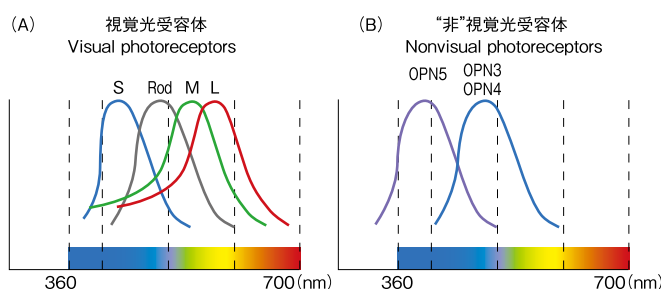 (A) 視覚光受容体
Visual photoreceptors
S Rod M L
360 700(nm)
(B) “非”視覚光受容体
Nonvisual photoreceptors
OPN5 OPN3
OPN4
360 700(nm)